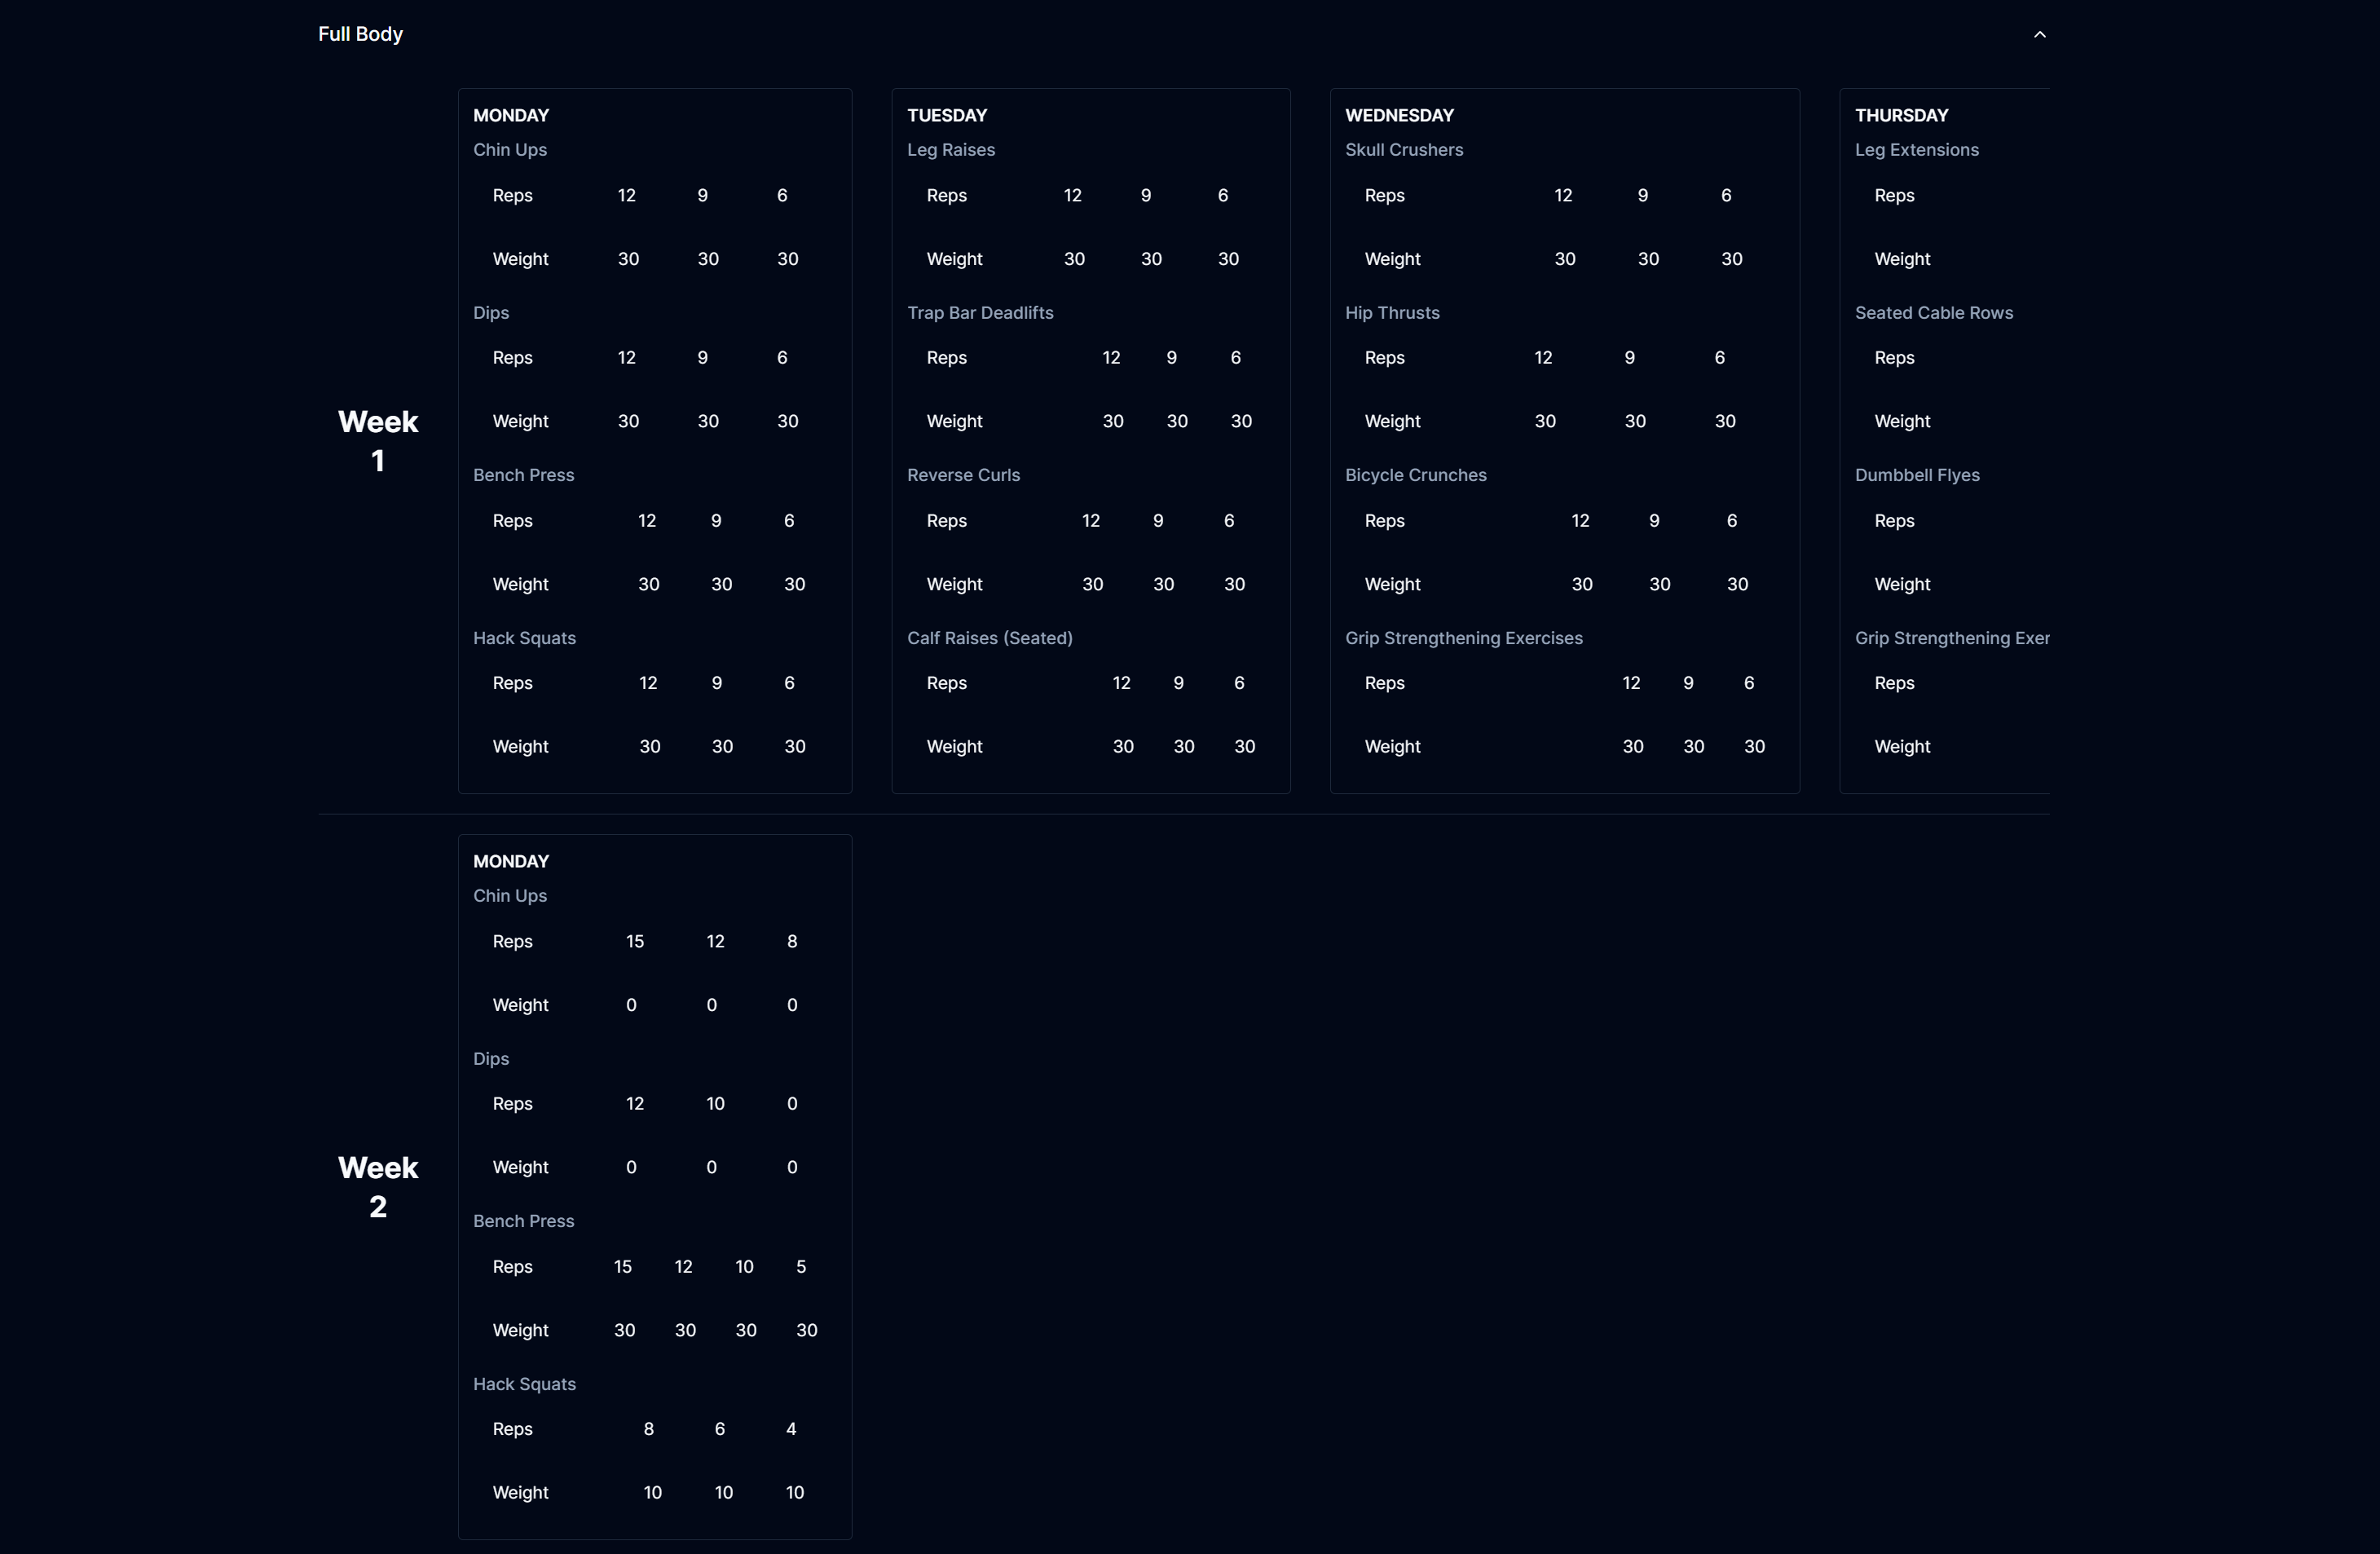 Full Body
Week
1
MONDAY
Chin Ups
Reps 12 9 6
Weight 30 30 30
Dips
Reps 12 9 6
Weight 30 30 30
Bench Press
Reps 12 9 6
Weight 30 30 30
Hack Squats
Reps 12 9 6
Weight 30 30 30
TUESDAY
Leg Raises
Reps 12 9 6
Weight 30 30 30
Trap Bar Deadlifts
Reps 12 9 6
Weight 30 30 30
Reverse Curls
Reps 12 9 6
Weight 30 30 30
Calf Raises (Seated)
Reps 12 9 6
Weight 30 30 30
WEDNESDAY
Skull Crushers
Reps 12 9 6
Weight 30 30 30
Hip Thrusts
Reps 12 9 6
Weight 30 30 30
Bicycle Crunches
Reps 12 9 6
Weight 30 30 30
Grip Strengthening Exercises
Reps 12 9 6
Weight 30 30 30
THURSDAY
Leg Extensions
Reps
Weight
Seated Cable Rows
Reps
Weight
Dumbbell Flyes
Reps
Weight
Grip Strengthening Exer
Reps
Weight
Week
2
MONDAY
Chin Ups
Reps 15 12 8
Weight 0 0 0
Dips
Reps 12 10 0
Weight 0 0 0
Bench Press
Reps 15 12 10 5
Weight 30 30 30 30
Hack Squats
Reps 8 6 4
Weight 10 10 10